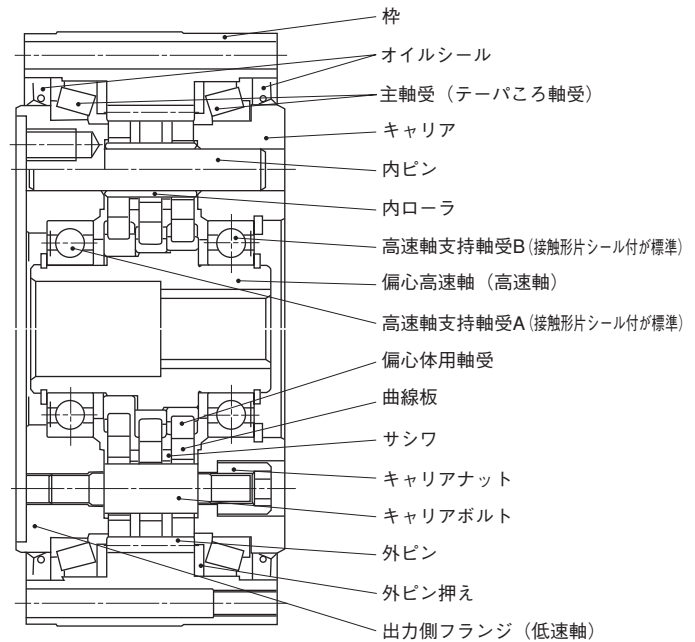 枠
オイルシール
主軸受（テーパころ軸受）
キャリア
内ピン
内ローラ
高速軸支持軸受B（接触形片シール付が標準）
偏心高速軸（高速軸）
高速軸支持軸受A（接触形片シール付が標準）
偏心体用軸受
曲線板
サシワ
キャリアナット
キャリアボルト
外ピン
外ピン押え
出力側フランジ（低速軸）